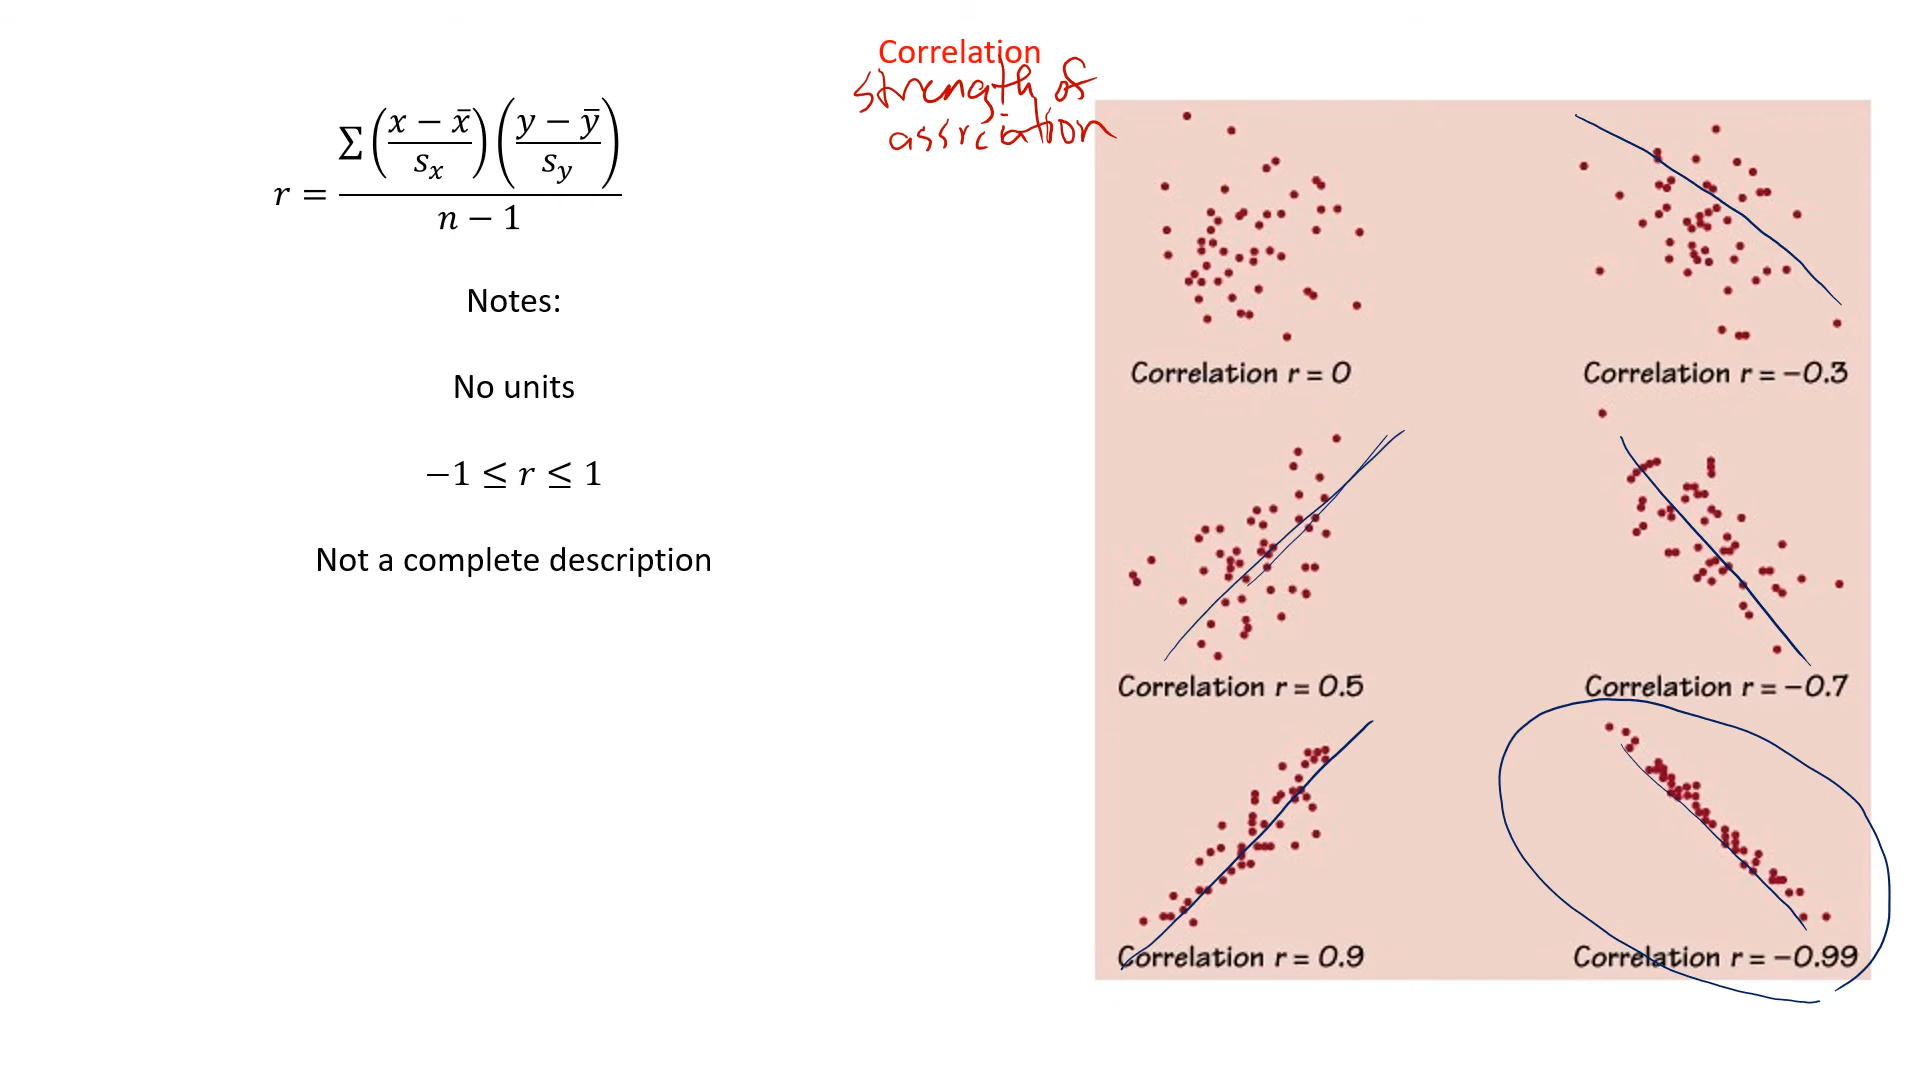 Correlation
strength of
assrciation
r = ∑ ( (x − x̄) / sₓ ) ( (y − ȳ) / s_y ) / (n − 1)
Notes:
No units
−1 ≤ r ≤ 1
Not a complete description
Correlation r = 0
Correlation r = −0.3
Correlation r = 0.5
Correlation r = −0.7
Correlation r = 0.9
Correlation r = −0.99